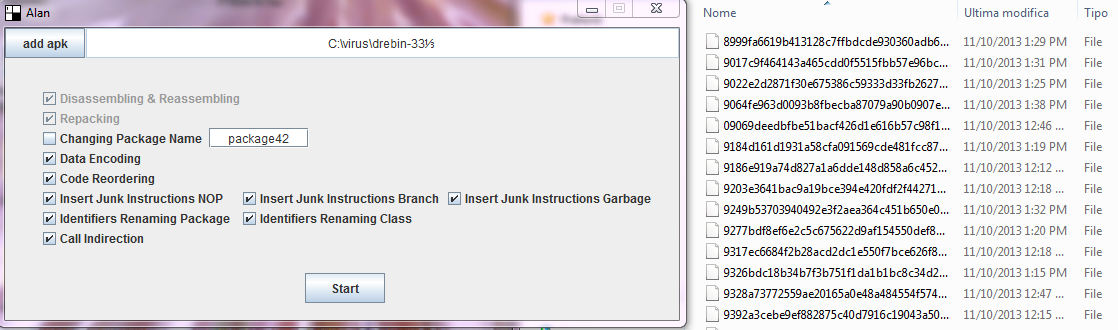 Alan
add apk
C:\virus\drebin-33⅓
Disassembling & Reassembling
Repacking
Changing Package Name package42
Data Encoding
Code Reordering
Insert Junk Instructions NOP Insert Junk Instructions Branch Insert Junk Instructions Garbage
Identifiers Renaming Package Identifiers Renaming Class
Call Indirection
Start
Nome Ultima modifica Tipo
8999fa6619b413128c7ffbdcde930360adb6... 11/10/2013 1:29 PM File
9017c9f464143a465cdd0f5515fbb57e96bc... 11/10/2013 1:31 PM File
9022e2d2871f30e675386c59333d33fb2627... 11/10/2013 1:25 PM File
9064fe963d0093b8fbecba87079a90b0907e... 11/10/2013 1:38 PM File
09069deedbfbe51bacf426d1e616b57c98f1... 11/10/2013 12:46 ... File
9184d161d1931a58cfa091569cde481fcc87... 11/10/2013 1:19 PM File
9186e919a74d827a1a6dde148d858a6c452... 11/10/2013 12:12 ... File
9203e3641bac9a19bce394e420fdf2f44271... 11/10/2013 12:18 ... File
9249b53703940492e3f2aea364c451b650e0... 11/10/2013 1:32 PM File
9277bdf8ef6e2c5c675622d9af154550def8... 11/10/2013 1:20 PM File
9317ec6684f2b28acd2dc1e550f7bce626f8... 11/10/2013 12:18 ... File
9326bdc18b34b7f3b751f1da1b1bc8c34d2... 11/10/2013 1:15 PM File
9328a73772559ae20165a0e48a484554f574... 11/10/2013 12:47 ... File
9392a3cebe9ef882875c40d7916c19043a50... 11/10/2013 12:15 ... File